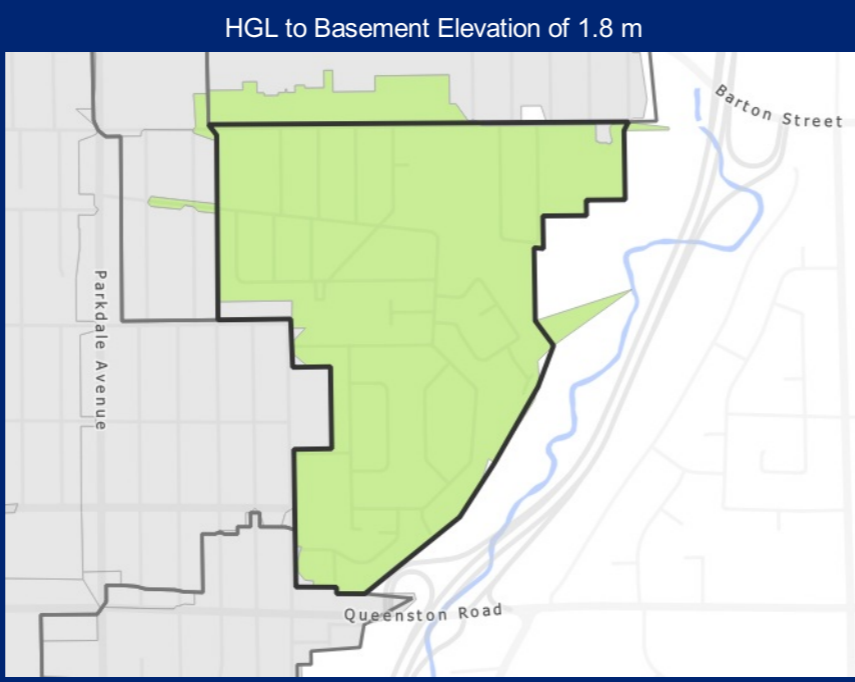 HGL to Basement Elevation of 1.8 m
Barton Street
Parkdale Avenue
Queenston Road